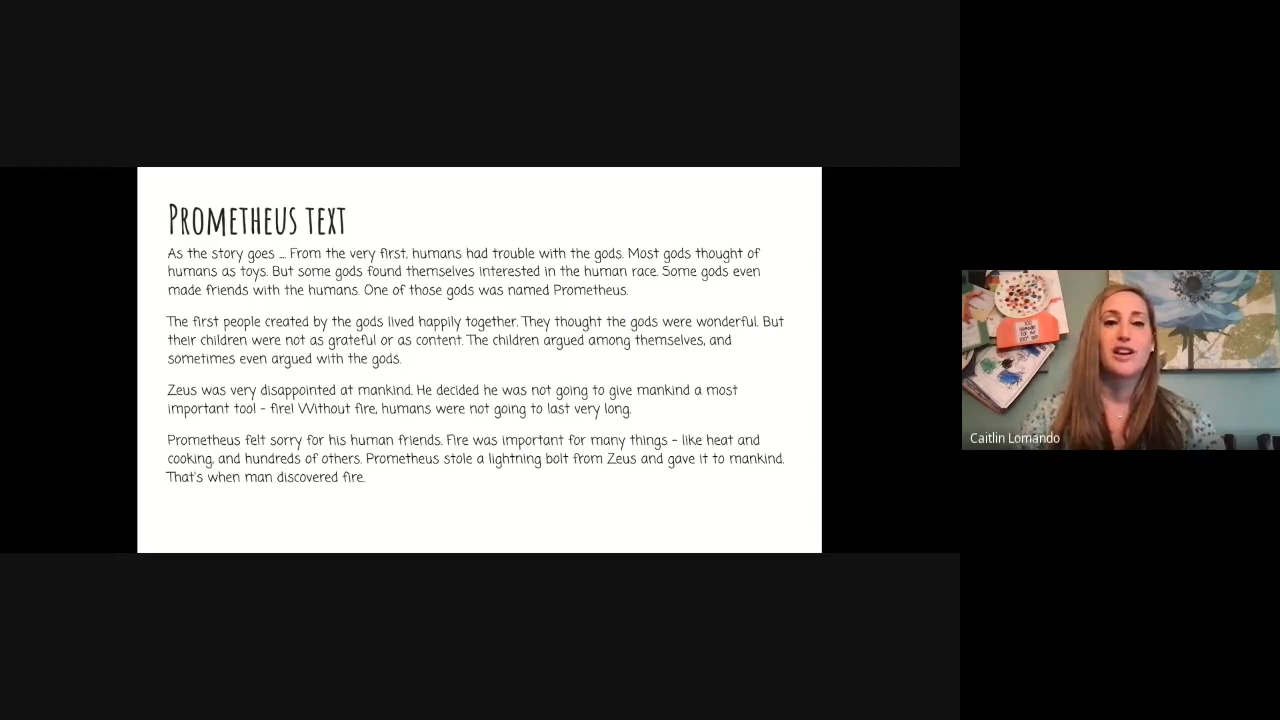 Prometheus text
As the story goes ... From the very first, humans had trouble with the gods. Most gods thought of
humans as toys. But some gods found themselves interested in the human race. Some gods even
made friends with the humans. One of those gods was named Prometheus.
The first people created by the gods lived happily together. They thought the gods were wonderful. But
their children were not as grateful or as content. The children argued among themselves, and
sometimes even argued with the gods.
Zeus was very disappointed at mankind. He decided he was not going to give mankind a most
important tool - fire! Without fire, humans were not going to last very long.
Prometheus felt sorry for his human friends. Fire was important for many things - like heat and
cooking, and hundreds of others. Prometheus stole a lightning bolt from Zeus and gave it to mankind.
That's when man discovered fire.
Caitlin Lomando